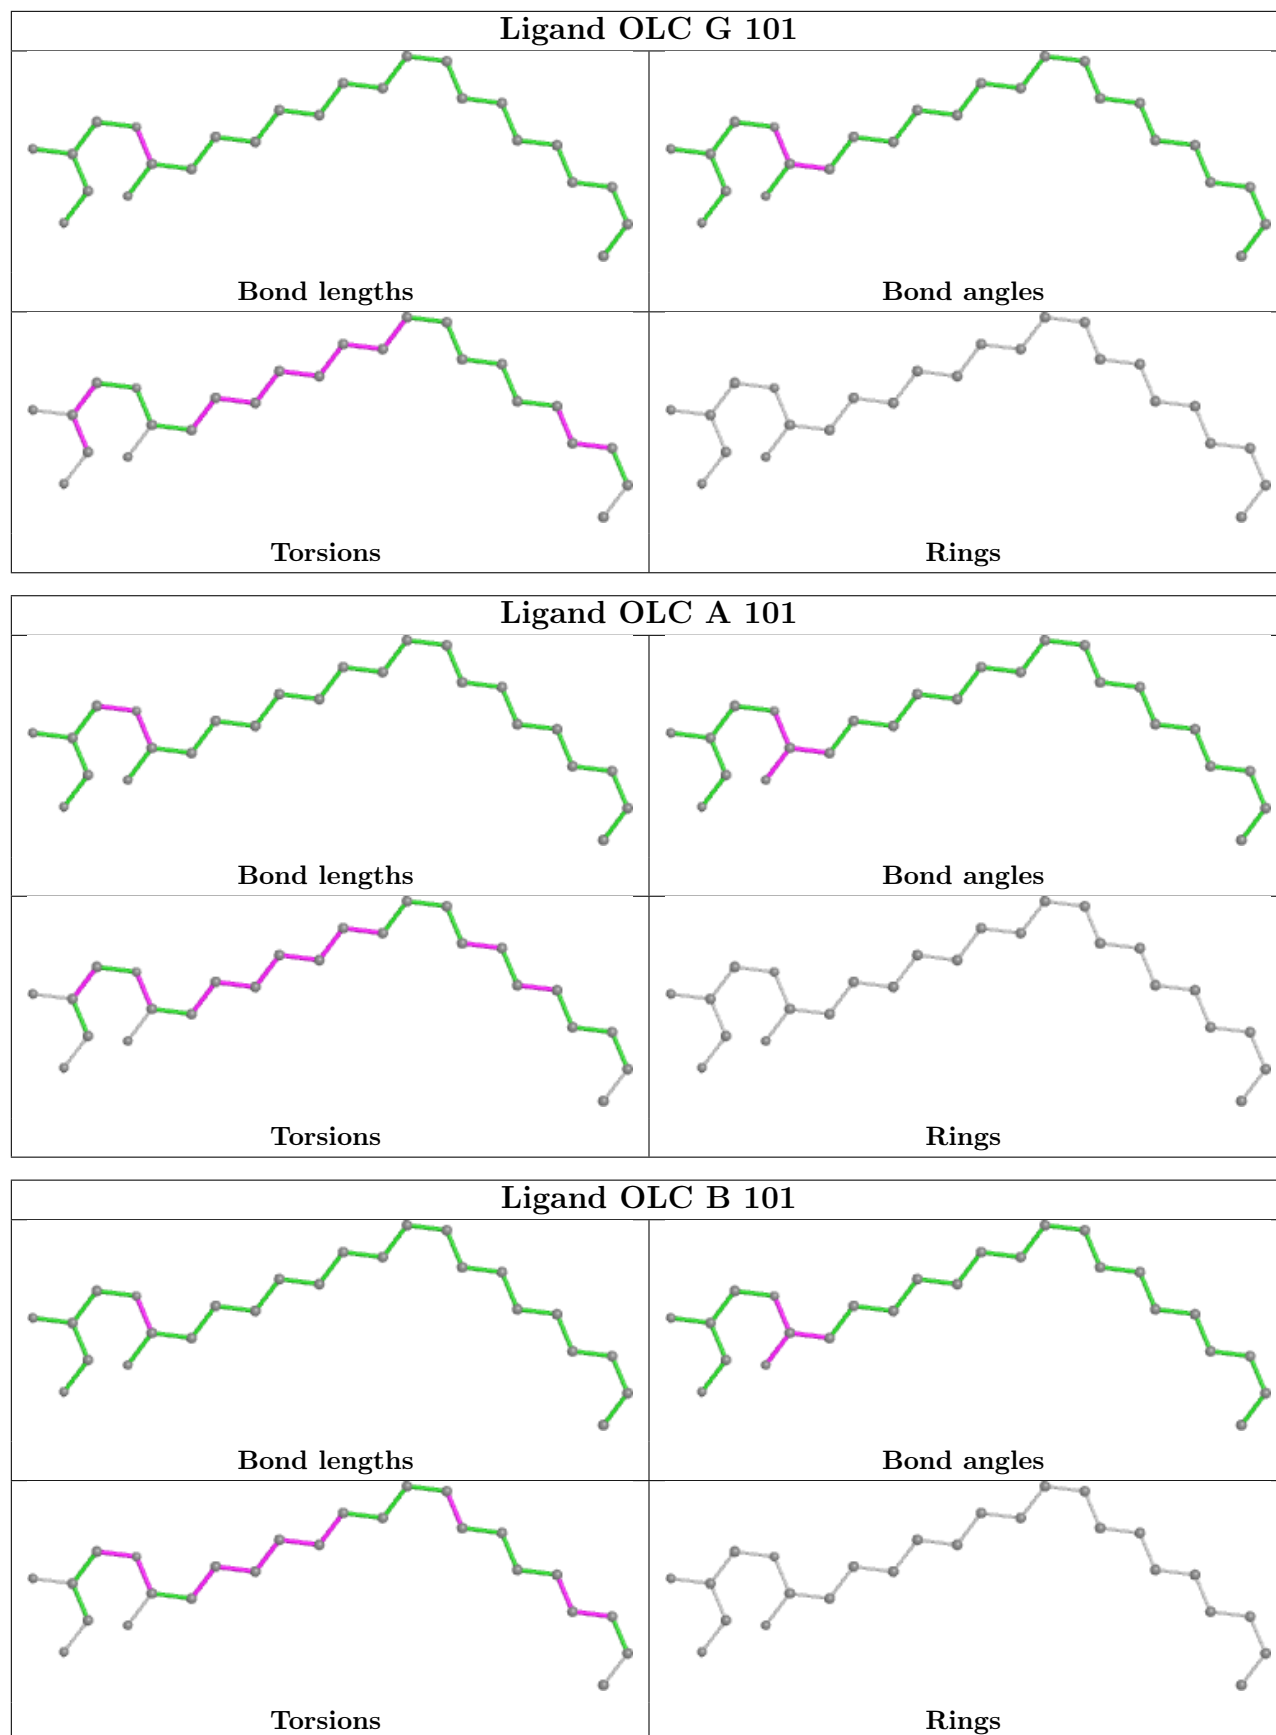 Ligand OLC G 101
Bond lengths
Bond angles
Torsions
Rings
Ligand OLC A 101
Bond lengths
Bond angles
Torsions
Rings
Ligand OLC B 101
Bond lengths
Bond angles
Torsions
Rings